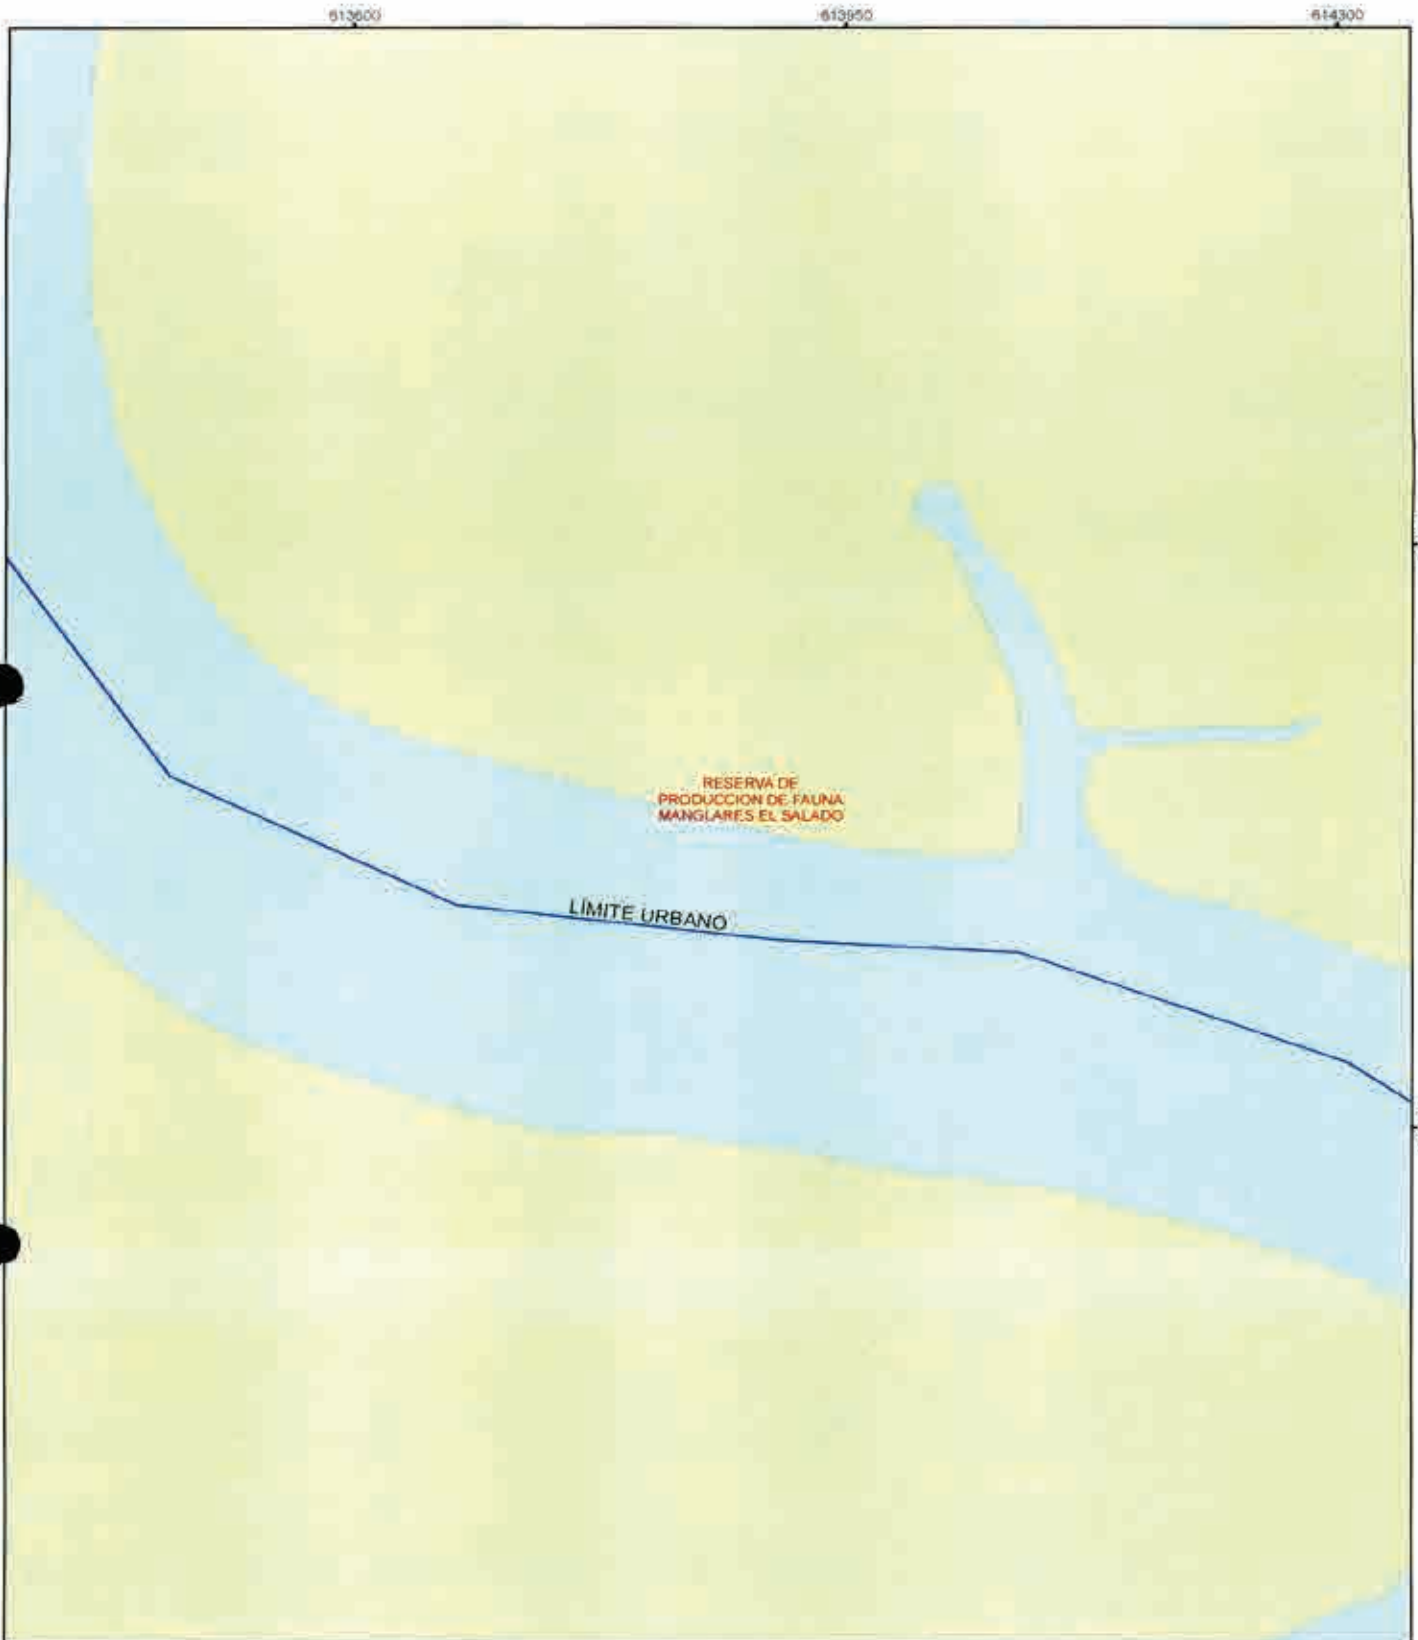 613600
613950
614300
RESERVA DE
PRODUCCION DE FAUNA
MANGLARES EL SALADO
LÍMITE URBANO